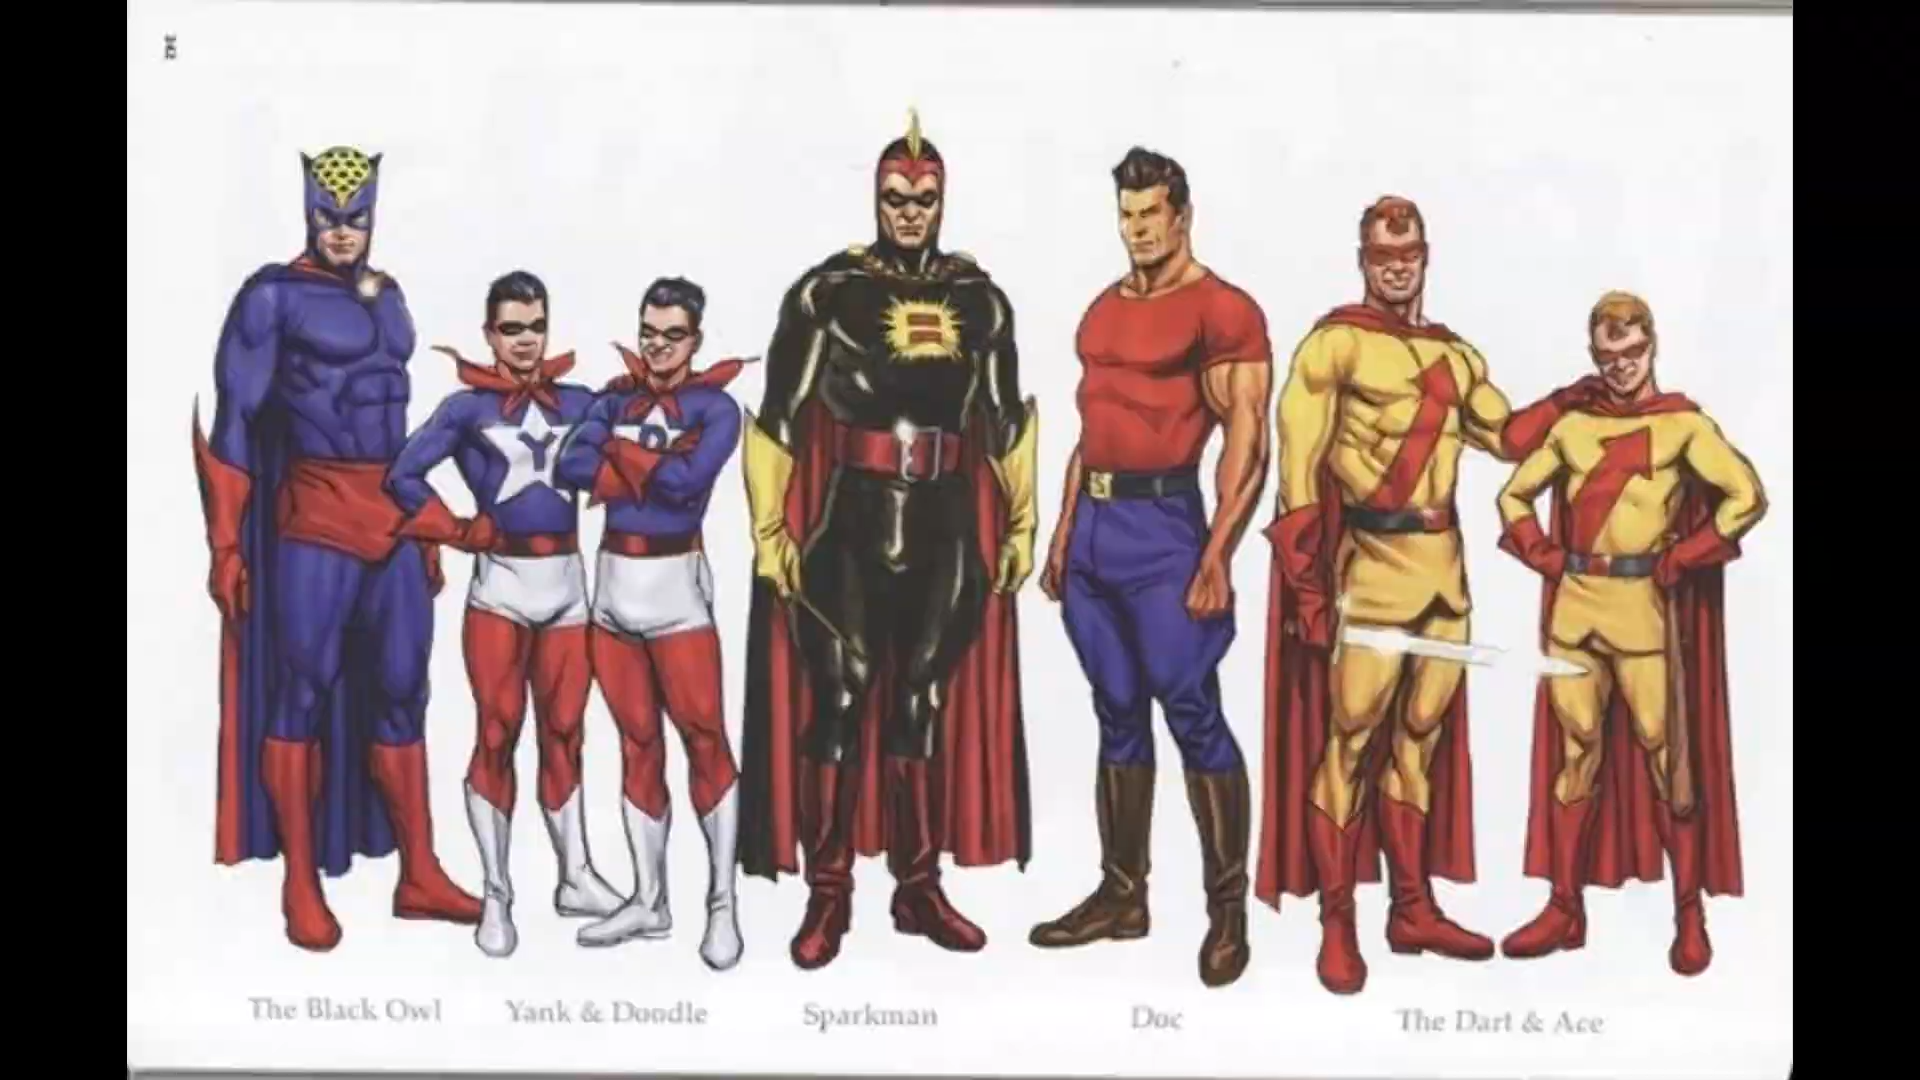 The Black Owl
Yank & Doodle
Sparkman
Doc
The Dart & Ace
Y
D